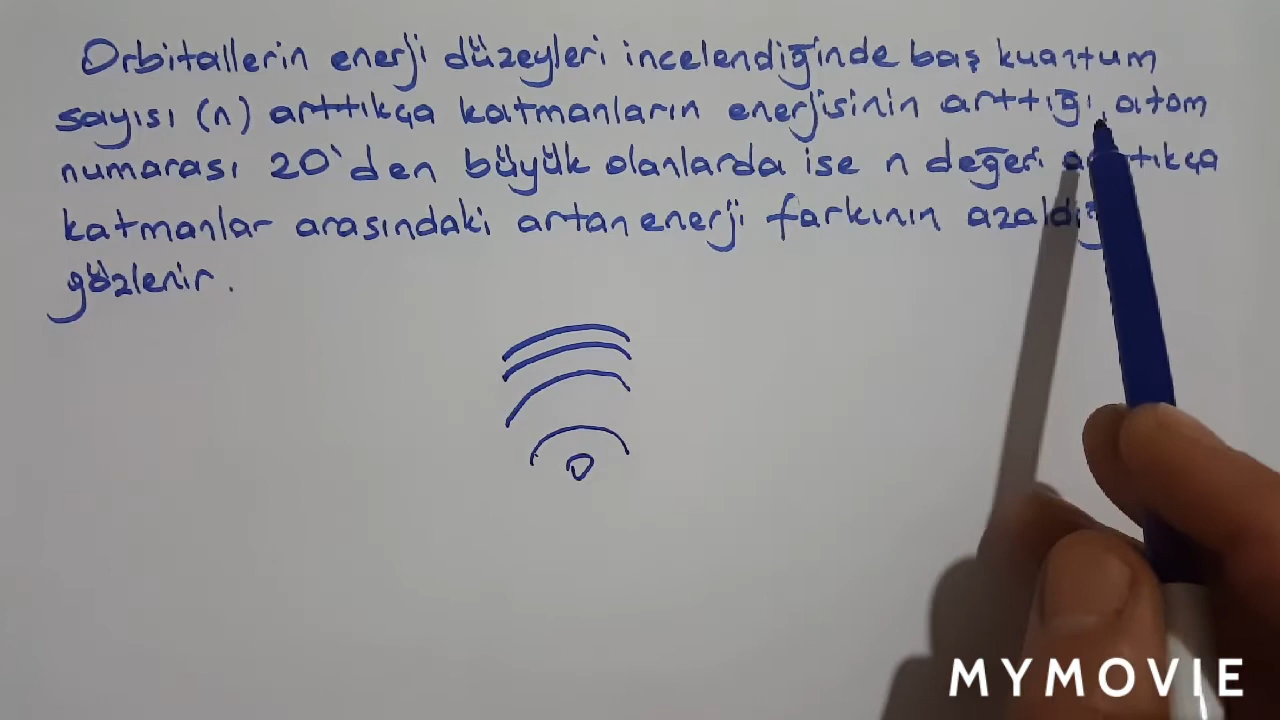 Orbitallerin enerji düzeyleri incelendiğinde baş kuantum
sayısı (n) arttıkça katmanların enerjisinin arttığı, atom
numarası 20'den büyük olanlarda ise n değeri arttıkça
katmanlar arasındaki artan enerji farkının azaldığı
gözlenir.
MYMOVIE